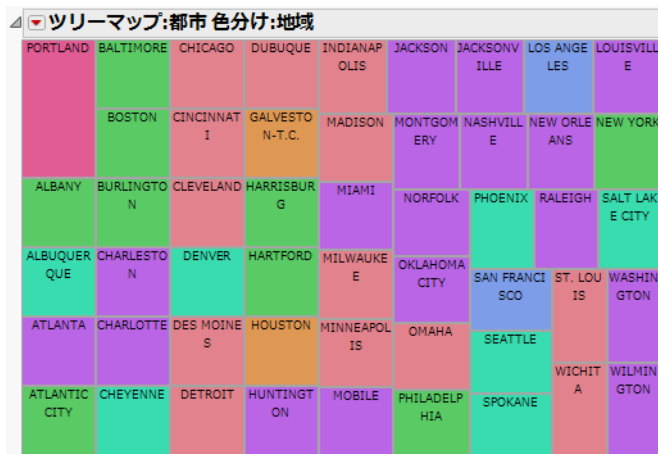 ツリーマップ:都市 色分け:地域
PORTLAND
BALTIMORE
CHICAGO
DUBUQUE
INDIANAP
OLIS
JACKSON
JACKSONV
ILLE
LOS ANGE
LES
LOUISVILL
E
BOSTON
CINCINNAT
I
GALVESTO
N-T.C.
MADISON
MONTGOM
ERY
NASHVILL
E
NEW ORLE
ANS
NEW YORK
ALBANY
BURLINGTO
N
CLEVELAND
HARRISBUR
G
MIAMI
NORFOLK
PHOENIX
RALEIGH
SALT LAK
E CITY
ALBUQUER
QUE
CHARLESTO
N
DENVER
HARTFORD
MILWAUKE
E
OKLAHOMA
CITY
SAN FRANCI
SCO
ST. LOU
IS
WASHIN
GTON
ATLANTA
CHARLOTTE
DES MOINE
S
HOUSTON
MINNEAPOL
IS
OMAHA
SEATTLE
WICHIT
A
WILMIN
GTON
ATLANTIC
CITY
CHEYENNE
DETROIT
HUNTINGT
ON
MOBILE
PHILADELP
HIA
SPOKANE